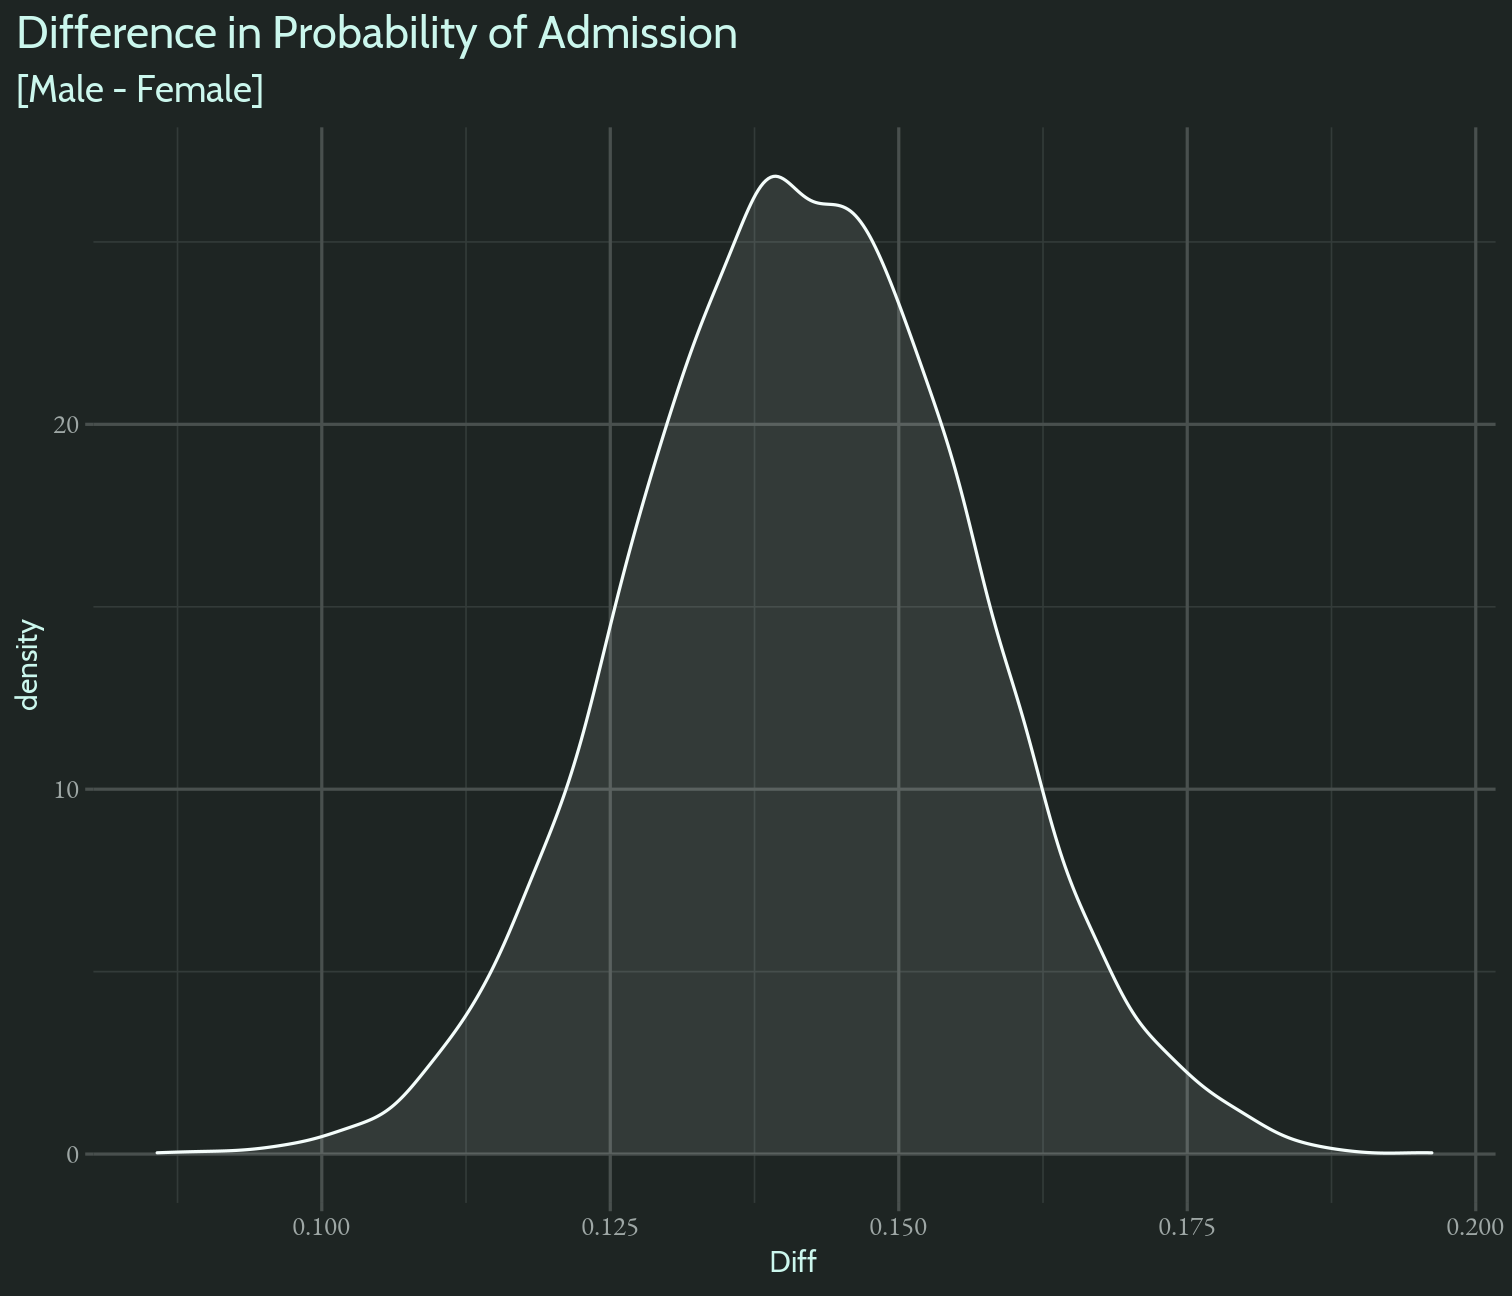 Difference in Probability of Admission
[Male - Female]
density
20
10
0
0.100
0.125
0.150
0.175
0.200
Diff